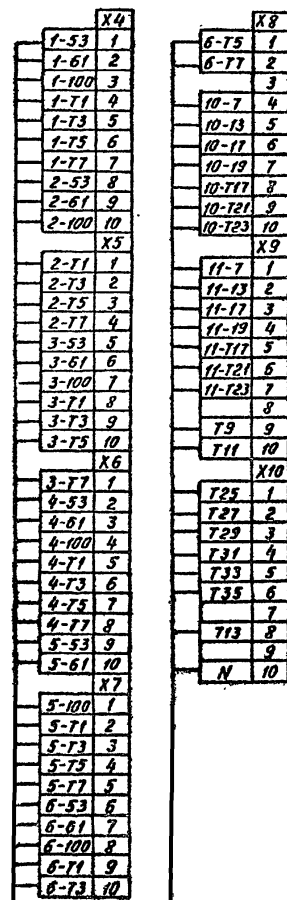 X4
1-53 1
1-61 2
1-100 3
1-T1 4
1-T3 5
1-T5 6
1-T7 7
2-53 8
2-61 9
2-100 10
X5
2-T1 1
2-T3 2
2-T5 3
2-T7 4
3-53 5
3-61 6
3-100 7
3-T1 8
3-T3 9
3-T5 10
X6
3-T7 1
4-53 2
4-61 3
4-100 4
4-T1 5
4-T3 6
4-T5 7
4-T7 8
5-53 9
5-61 10
X7
5-100 1
5-T1 2
5-T3 3
5-T5 4
5-T7 5
6-53 6
6-61 7
6-100 8
6-T1 9
6-T3 10
X8
6-T5 1
6-T7 2
3
10-7 4
10-13 5
10-17 6
10-19 7
10-T17 8
10-T21 9
10-T23 10
X9
11-7 1
11-13 2
11-17 3
11-19 4
11-T17 5
11-T21 6
11-T23 7
8
T9 9
T11 10
X10
T25 1
T27 2
T29 3
T31 4
T33 5
T35 6
7
T13 8
9
N 10